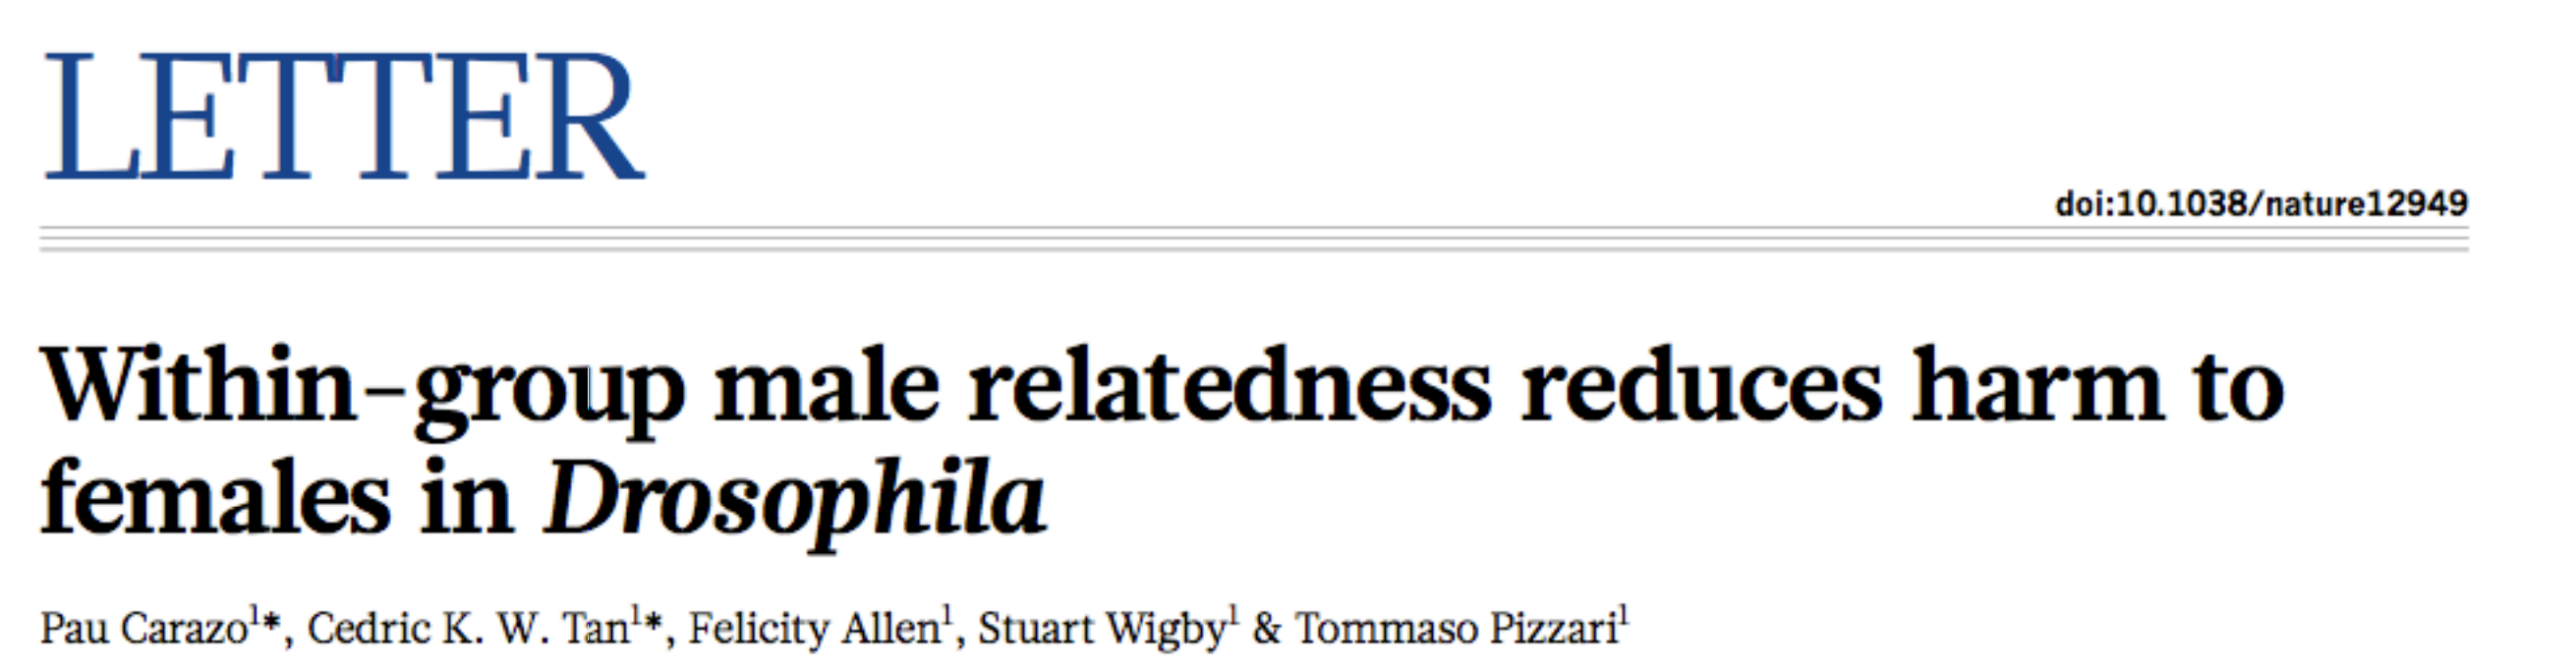 LETTER
doi:10.1038/nature12949
Within-group male relatedness reduces harm to
females in Drosophila
Pau Carazo¹*, Cedric K. W. Tan¹*, Felicity Allen¹, Stuart Wigby¹ & Tommaso Pizzari¹